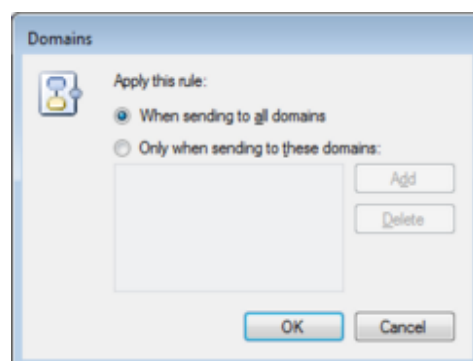 Domains
Apply this rule:
When sending to all domains
Only when sending to these domains:
Add
Delete
OK
Cancel